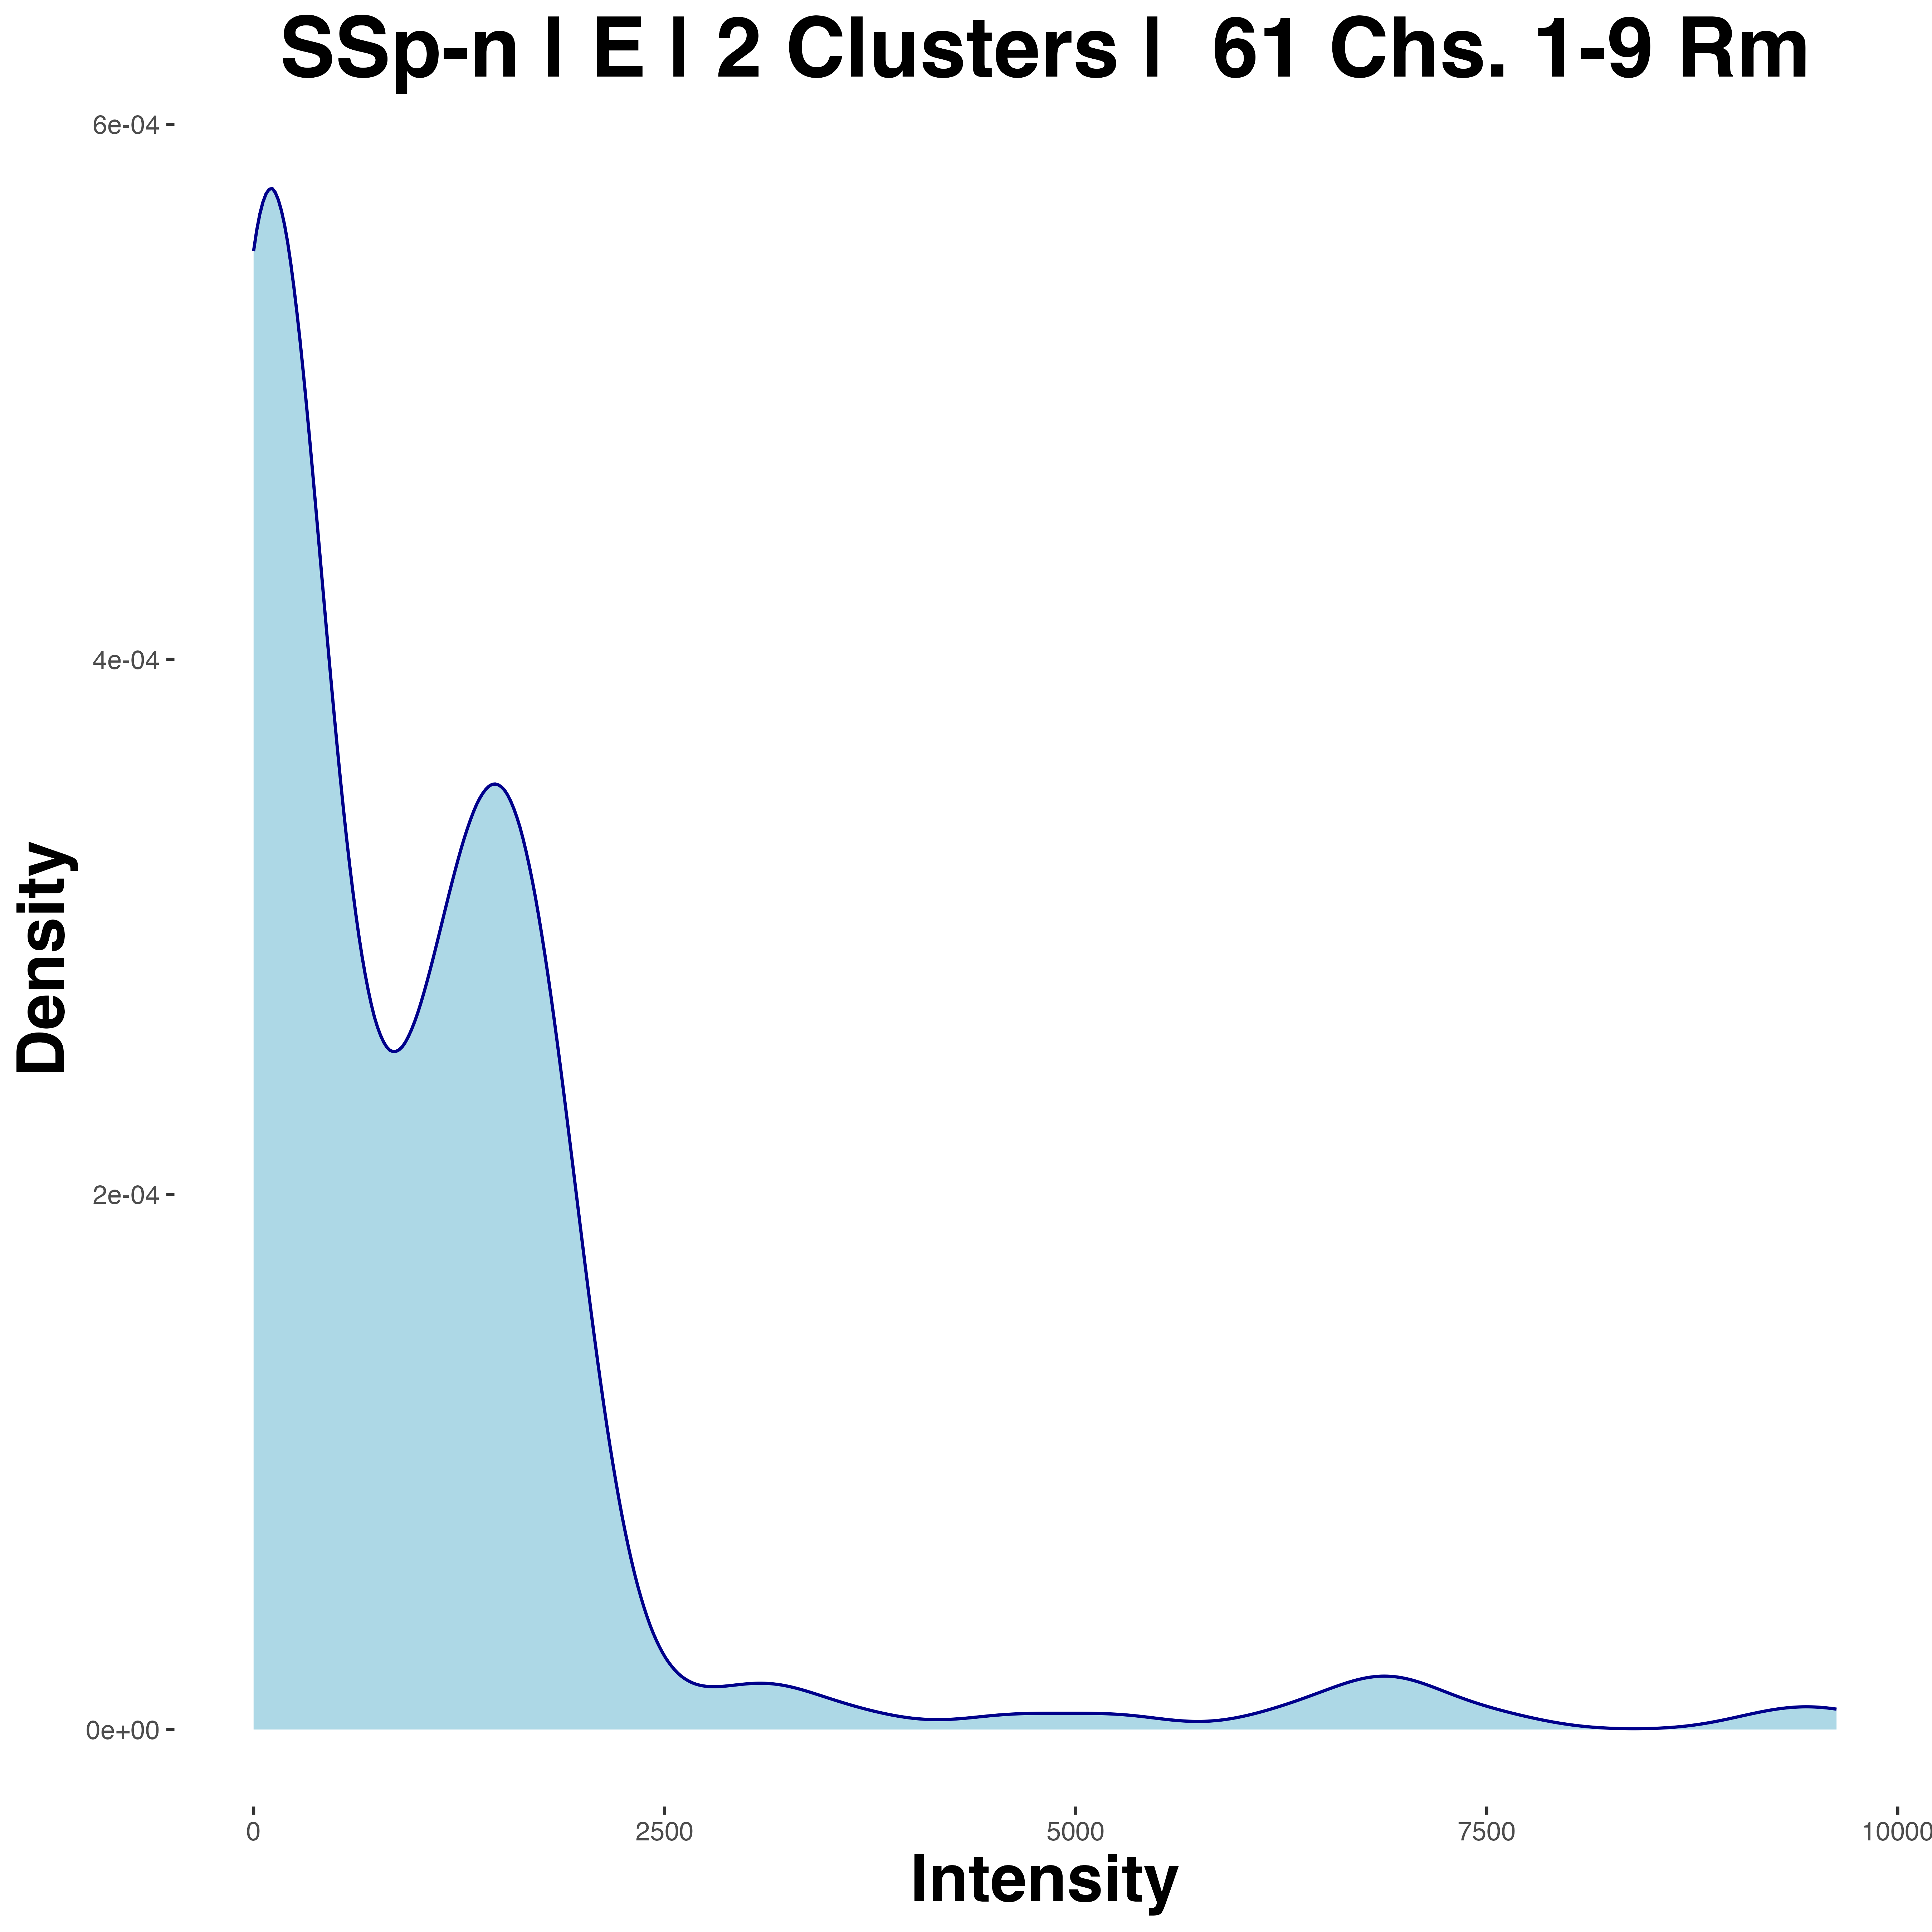 SSp-n | E | 2 Clusters |  61 Chs. 1-9 Rm
6e-04
4e-04
2e-04
0e+00
Density
0
2500
5000
7500
10000
Intensity